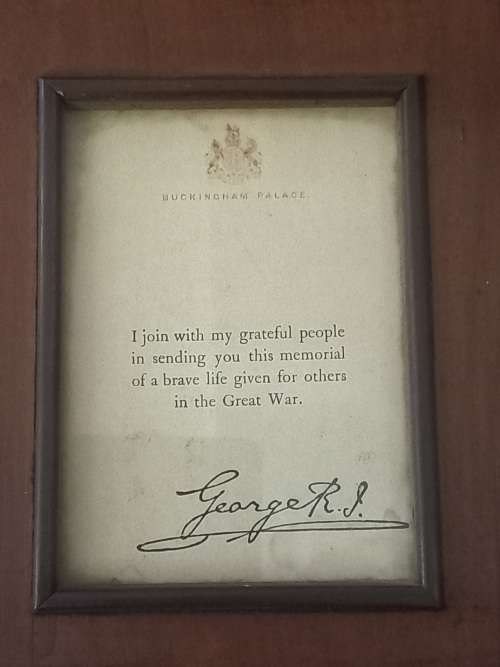 BUCKINGHAM PALACE.
I join with my grateful people
in sending you this memorial
of a brave life given for others
in the Great War.
George R.I.